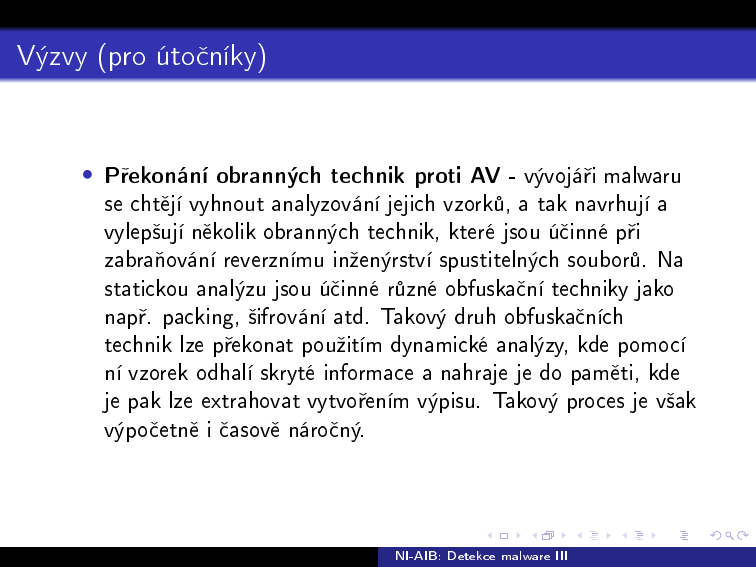 Výzvy (pro útočníky)
• Překonání obranných technik proti AV - vývojáři malwaru
se chtějí vyhnout analyzování jejich vzorků, a tak navrhují a
vylepšují několik obranných technik, které jsou účinné při
zabraňování reverznímu inženýrství spustitelných souborů. Na
statickou analýzu jsou účinné různé obfuskační techniky jako
např. packing, šifrování atd. Takový druh obfuskačních
technik lze překonat použitím dynamické analýzy, kde pomocí
ní vzorek odhalí skryté informace a nahraje je do paměti, kde
je pak lze extrahovat vytvořením výpisu. Takový proces je však
výpočetně i časově náročný.
NI-AIB: Detekce malware III